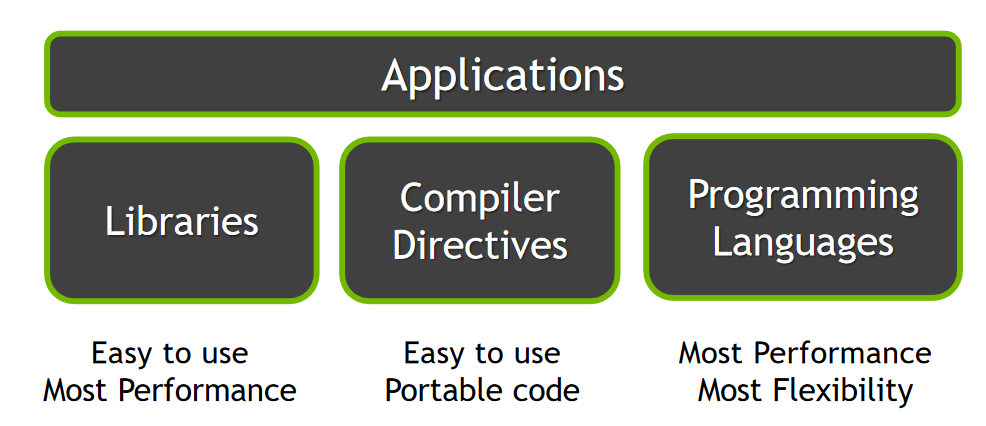 Applications
Libraries
Compiler
Directives
Programming
Languages
Easy to use
Most Performance
Easy to use
Portable code
Most Performance
Most Flexibility